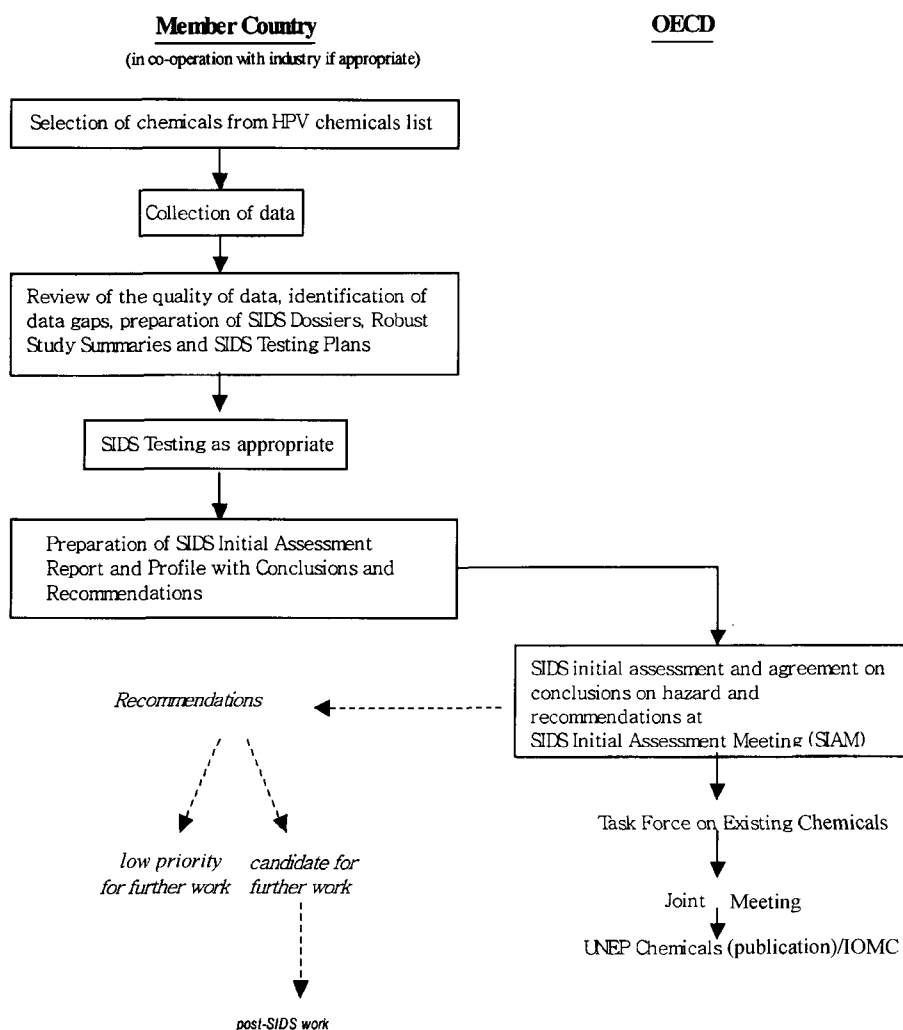 Member Country
(in co-operation with industry if appropriate)
OECD
Selection of chemicals from HPV chemicals list
Collection of data
Review of the quality of data, identification of
data gaps, preparation of SIDS Dossiers, Robust
Study Summaries and SIDS Testing Plans
SIDS Testing as appropriate
Preparation of SIDS Initial Assessment
Report and Profile with Conclusions and
Recommendations
SIDS initial assessment and agreement on
conclusions on hazard and
recommendations at
SIDS Initial Assessment Meeting (SIAM)
Recommendations
Task Force on Existing Chemicals
low priority
for further work
candidate for
further work
Joint Meeting
UNEP Chemicals (publication)/IOMC
post-SIDS work